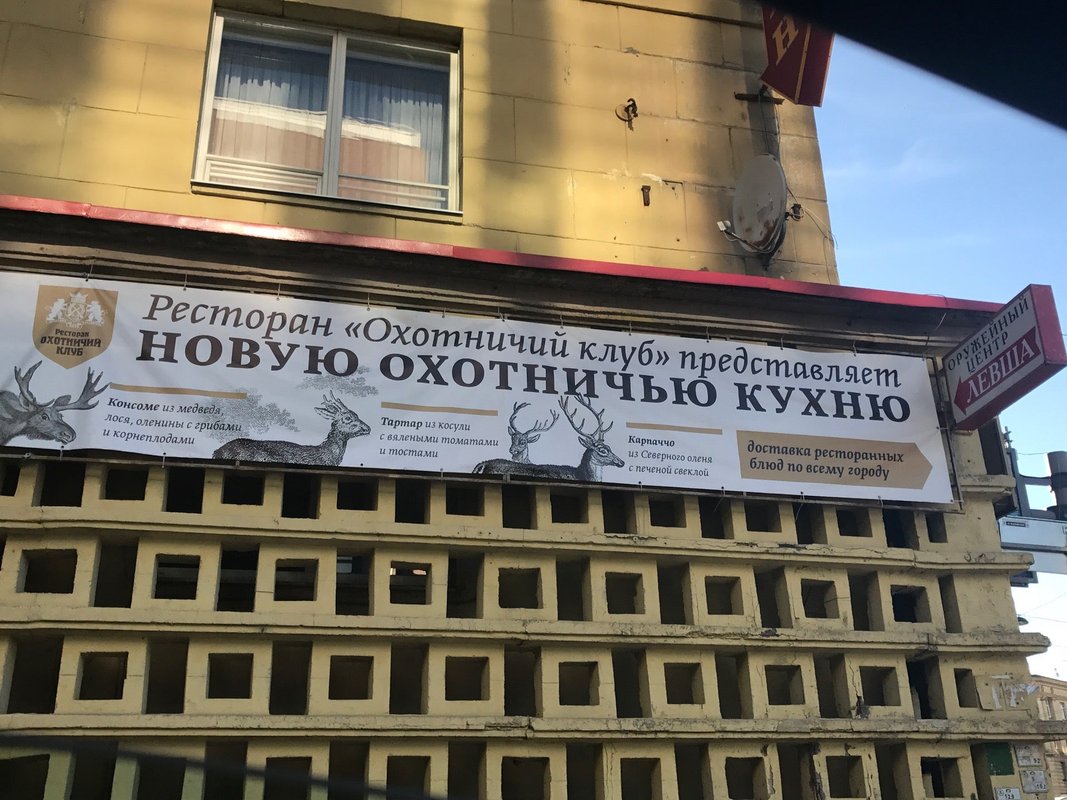 Н
Ресторан
ОХОТНИЧИЙ
КЛУБ
Ресторан «Охотничий клуб» представляет
НОВУЮ ОХОТНИЧЬЮ КУХНЮ
Консоме из медведя,
лося, оленины с грибами
и корнеплодами
Тартар из косули
с вялеными томатами
и тостами
Карпаччо
из Северного оленя
с печеной свеклой
доставка ресторанных
блюд по всему городу
ОРУЖЕЙНЫЙ
ЦЕНТР
ЛЕВША